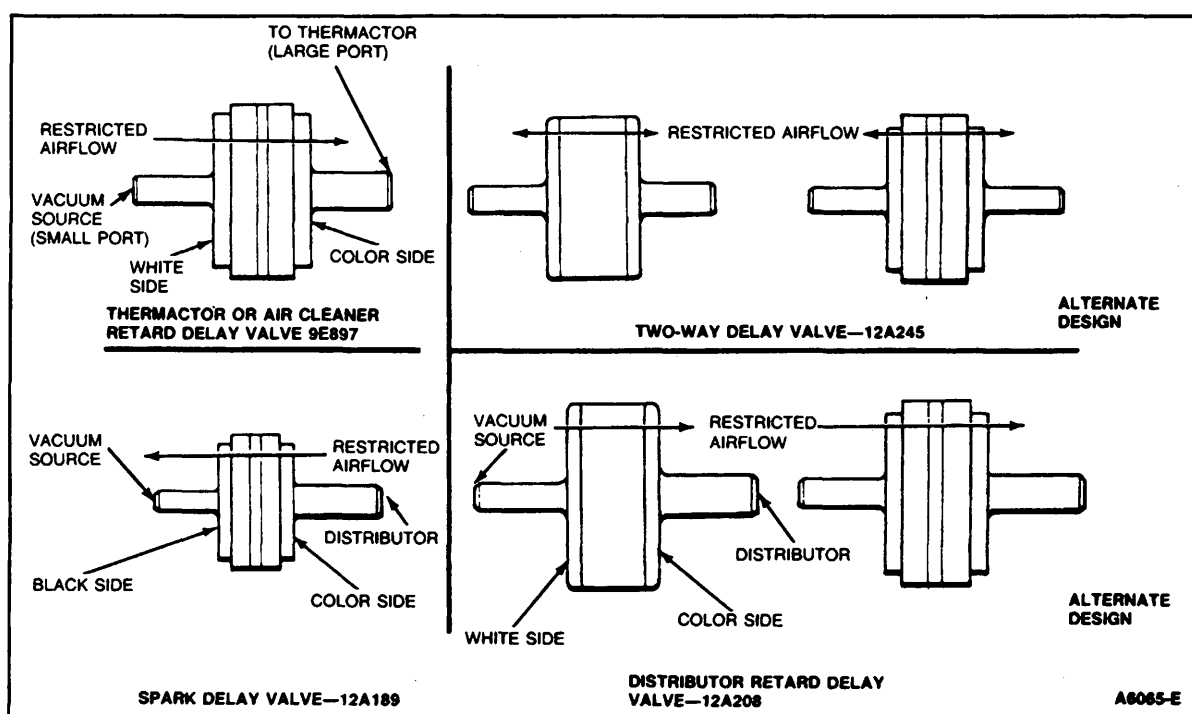 TO THERMACTOR
(LARGE PORT)
RESTRICTED
AIRFLOW
VACUUM
SOURCE
(SMALL PORT)
WHITE
SIDE
COLOR SIDE
THERMACTOR OR AIR CLEANER
RETARD DELAY VALVE 9E897
RESTRICTED AIRFLOW
TWO-WAY DELAY VALVE—12A245
ALTERNATE
DESIGN
VACUUM
SOURCE
RESTRICTED
AIRFLOW
DISTRIBUTOR
BLACK SIDE
COLOR SIDE
SPARK DELAY VALVE—12A189
VACUUM
SOURCE
RESTRICTED
AIRFLOW
DISTRIBUTOR
COLOR SIDE
WHITE SIDE
ALTERNATE
DESIGN
DISTRIBUTOR RETARD DELAY
VALVE—12A208
A6065-E